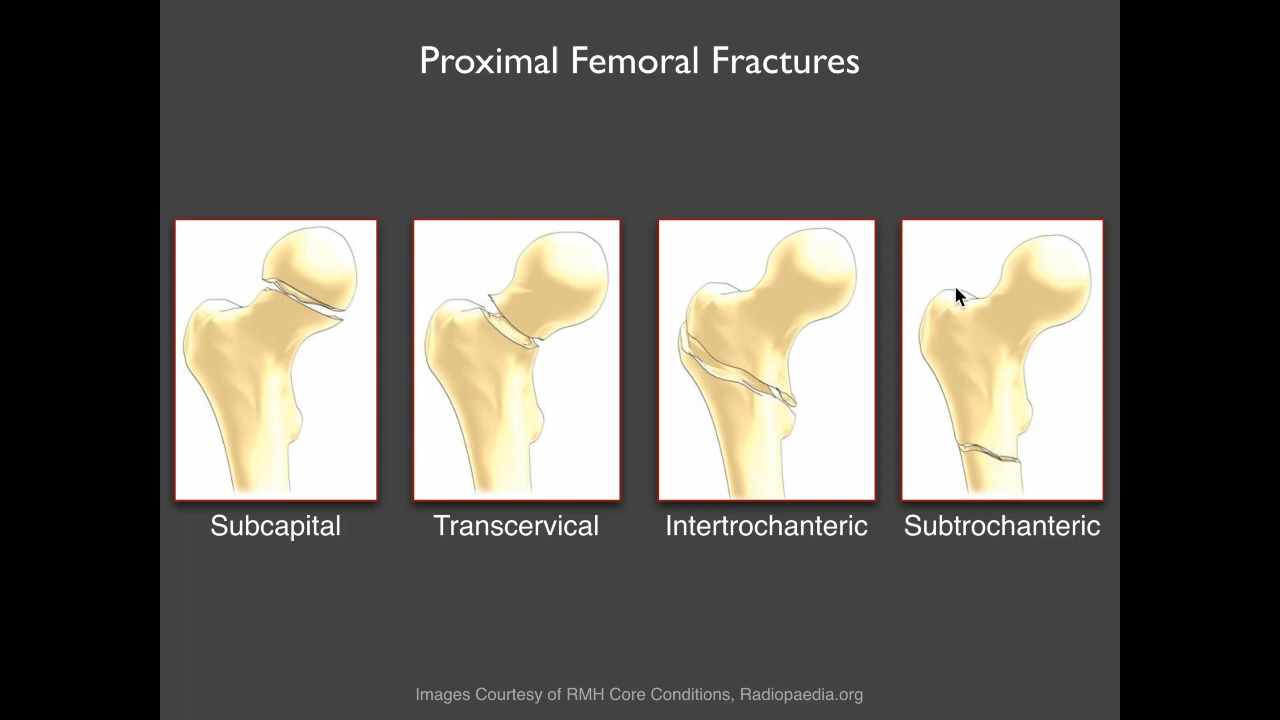 Proximal Femoral Fractures
Subcapital
Transcervical
Intertrochanteric
Subtrochanteric
Images Courtesy of RMH Core Conditions, Radiopaedia.org